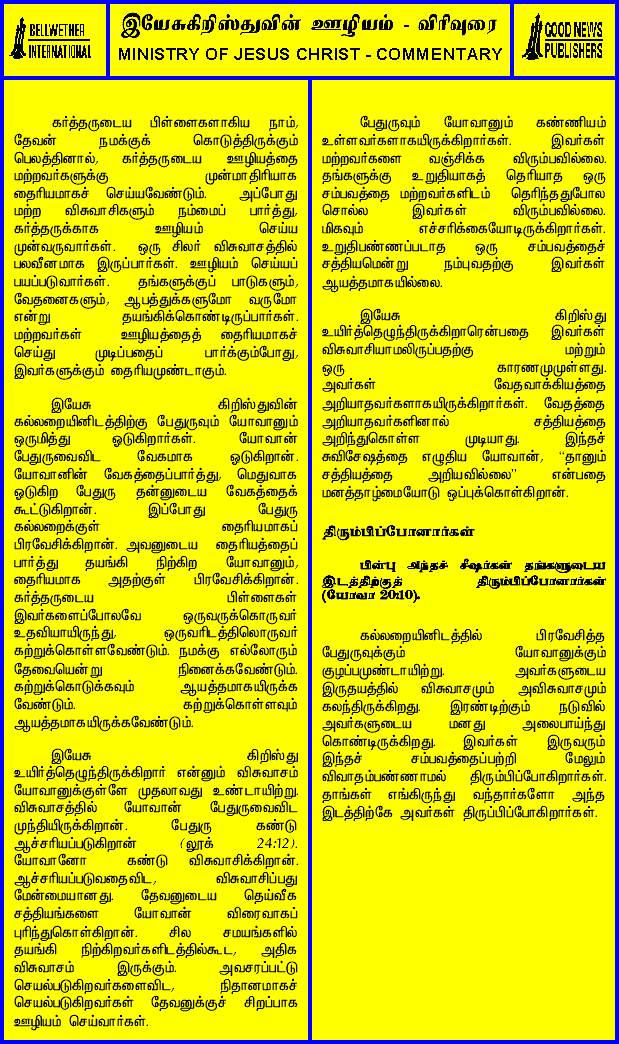 BELLWETHER
INTERNATIONAL
இயேசுகிறிஸ்துவின் ஊழியம் - விரிவுரை
MINISTRY OF JESUS CHRIST - COMMENTARY
GOOD NEWS
PUBLISHERS
கர்த்தருடைய பிள்ளைகளாகிய நாம்,
தேவன் நமக்குக் கொடுத்திருக்கும்
பெலத்தினால், கர்த்தருடைய ஊழியத்தை
மற்றவர்களுக்கு முன்மாதிரியாக
தைரியமாகச் செய்யவேண்டும். அப்போது
மற்ற விசுவாசிகளும் நம்மைப் பார்த்து,
கர்த்தருக்காக ஊழியம் செய்ய
முன்வருவார்கள். ஒரு சிலர் விசுவாசத்தில்
பலவீனமாக இருப்பார்கள். ஊழியம் செய்யப்
பயப்படுவார்கள். தங்களுக்குப் பாடுகளும்,
வேதனைகளும், ஆபத்துக்களுமோ வருமோ
என்று தயங்கிக்கொண்டிருப்பார்கள்.
மற்றவர்கள் ஊழியத்தைத் தைரியமாகச்
செய்து முடிப்பதைப் பார்க்கும்போது,
இவர்களுக்கும் தைரியமுண்டாகும்.
இயேசு கிறிஸ்துவின்
கல்லறையினிடத்திற்கு பேதுருவும் யோவானும்
ஒருமித்து ஓடுகிறார்கள். யோவான்
பேதுருவைவிட வேகமாக ஓடுகிறான்.
யோவானின் வேகத்தைப்பார்த்து, மெதுவாக
ஓடுகிற பேதுரு தன்னுடைய வேகத்தைக்
கூட்டுகிறான். இப்போது பேதுரு
கல்லறைக்குள் தைரியமாகப்
பிரவேசிக்கிறான். அவனுடைய தைரியத்தைப்
பார்த்து தயங்கி நிற்கிற யோவானும்,
தைரியமாக அதற்குள் பிரவேசிக்கிறான்.
கர்த்தருடைய பிள்ளைகள்
இவர்களைப்போலவே ஒருவருக்கொருவர்
உதவியாயிருந்து, ஒருவரிடத்திலொருவர்
கற்றுக்கொள்ளவேண்டும். நமக்கு எல்லோரும்
தேவையென்று நினைக்கவேண்டும்.
கற்றுக்கொடுக்கவும் ஆயத்தமாகயிருக்க
வேண்டும். கற்றுக்கொள்ளவும்
ஆயத்தமாகயிருக்கவேண்டும்.
இயேசு கிறிஸ்து
உயிர்த்தெழுந்திருக்கிறார் என்னும் விசுவாசம்
யோவானுக்குள்ளே முதலாவது உண்டாயிற்று.
விசுவாசத்தில் யோவான் பேதுருவைவிட
முந்தியிருக்கிறான். பேதுரு கண்டு
ஆச்சரியப்படுகிறான் (லூக் 24:12).
யோவானோ கண்டு விசுவாசிக்கிறான்.
ஆச்சரியப்படுவதைவிட, விசுவாசிப்பது
மேன்மையானது. தேவனுடைய தெய்வீக
சத்தியங்களை யோவான் விரைவாகப்
புரிந்துகொள்கிறான். சில சமயங்களில்
தயங்கி நிற்கிறவர்களிடத்தில்கூட, அதிக
விசுவாசம் இருக்கும். அவசரப்பட்டு
செயல்படுகிறவர்களைவிட, நிதானமாகச்
செயல்படுகிறவர்கள் தேவனுக்குச் சிறப்பாக
ஊழியம் செய்வார்கள்.
பேதுருவும் யோவானும் கண்ணியம்
உள்ளவர்களாகயிருக்கிறார்கள். இவர்கள்
மற்றவர்களை வஞ்சிக்க விரும்பவில்லை.
தங்களுக்கு உறுதியாகத் தெரியாத ஒரு
சம்பவத்தை மற்றவர்களிடம் தெரிந்ததுபோல
சொல்ல இவர்கள் விரும்பவில்லை.
மிகவும் எச்சரிக்கையோடிருக்கிறார்கள்.
உறுதிபண்ணப்படாத ஒரு சம்பவத்தைச்
சத்தியமென்று நம்புவதற்கு இவர்கள்
ஆயத்தமாகயில்லை.
இயேசு கிறிஸ்து
உயிர்த்தெழுந்திருக்கிறாரென்பதை இவர்கள்
விசுவாசியாமலிருப்பதற்கு மற்றும்
ஒரு காரணமுமுள்ளது.
அவர்கள் வேதவாக்கியத்தை
அறியாதவர்களாகயிருக்கிறார்கள். வேதத்தை
அறியாதவர்களினால் சத்தியத்தை
அறிந்துகொள்ள முடியாது. இந்தச்
சுவிசேஷத்தை எழுதிய யோவான், “தானும்
சத்தியத்தை அறியவில்லை” என்பதை
மனத்தாழ்மையோடு ஒப்புக்கொள்கிறான்.
திரும்பிப்போனார்கள்
பின்பு அந்தச் சீஷர்கள் தங்களுடைய
இடத்திற்குத் திரும்பிப்போனார்கள்
(யோவா 20:10).
கல்லறையினிடத்தில் பிரவேசித்த
பேதுருவுக்கும் யோவானுக்கும்
குழப்பமுண்டாயிற்று. அவர்களுடைய
இருதயத்தில் விசுவாசமும் அவிசுவாசமும்
கலந்திருக்கிறது. இரண்டிற்கும் நடுவில்
அவர்களுடைய மனது அலைபாய்ந்து
கொண்டிருக்கிறது. இவர்கள் இருவரும்
இந்தச் சம்பவத்தைப்பற்றி மேலும்
விவாதம்பண்ணாமல் திரும்பிப்போகிறார்கள்.
தாங்கள் எங்கிருந்து வந்தார்களோ அந்த
இடத்திற்கே அவர்கள் திருப்பிப்போகிறார்கள்.